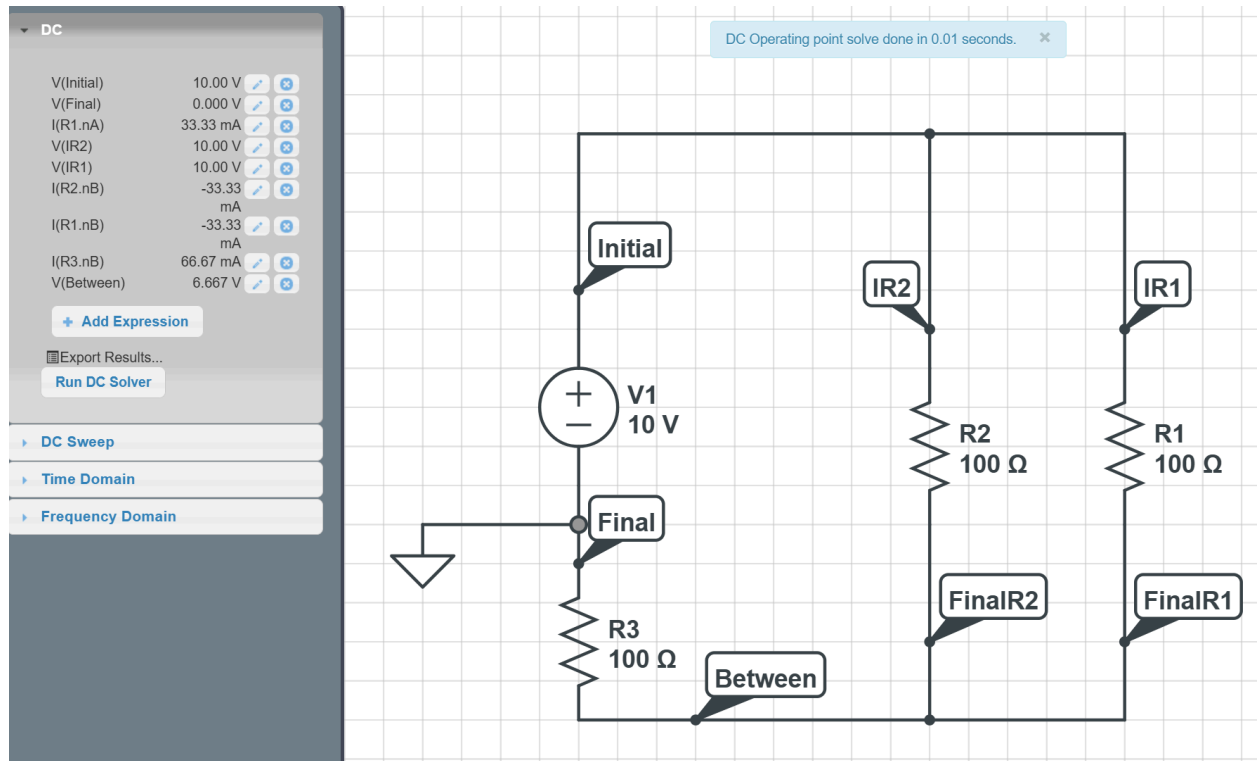 DC
V(Initial) 10.00 V
V(Final) 0.000 V
I(R1.nA) 33.33 mA
V(IR2) 10.00 V
V(IR1) 10.00 V
I(R2.nB) -33.33
mA
I(R1.nB) -33.33
mA
I(R3.nB) 66.67 mA
V(Between) 6.667 V
+ Add Expression
Export Results...
Run DC Solver
DC Sweep
Time Domain
Frequency Domain
DC Operating point solve done in 0.01 seconds. ×
Initial
IR2
IR1
V1
10 V
R2
100 Ω
R1
100 Ω
Final
FinalIR2
FinalIR1
R3
100 Ω
Between